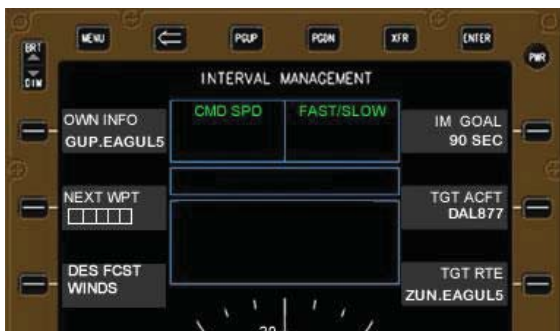 MENU
PGUP
PGDN
XFR
ENTER
BRT
DIM
PWR
INTERVAL MANAGEMENT
OWN INFO
GUP.EAGUL5
CMD SPD
FAST/SLOW
IM GOAL
90 SEC
NEXT WPT
TGT ACFT
DAL877
DES FCST
WINDS
TGT RTE
ZUN.EAGUL5
30